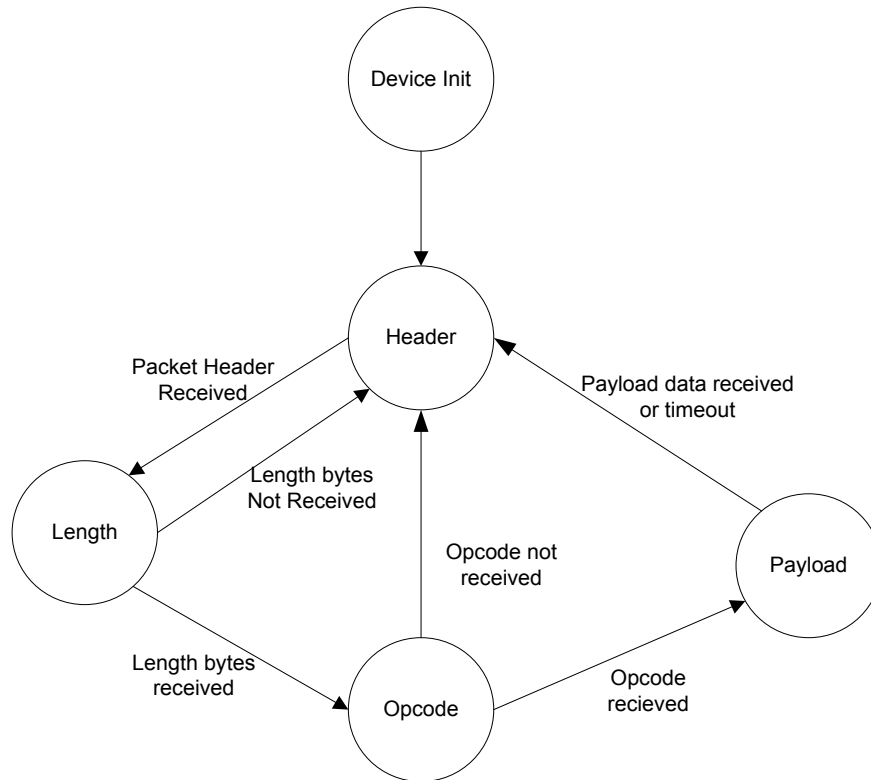 Device Init
Header
Packet Header
Received
Payload data received
or timeout
Length bytes
Not Received
Length
Opcode not
received
Payload
Length bytes
received
Opcode
Opcode
recieved